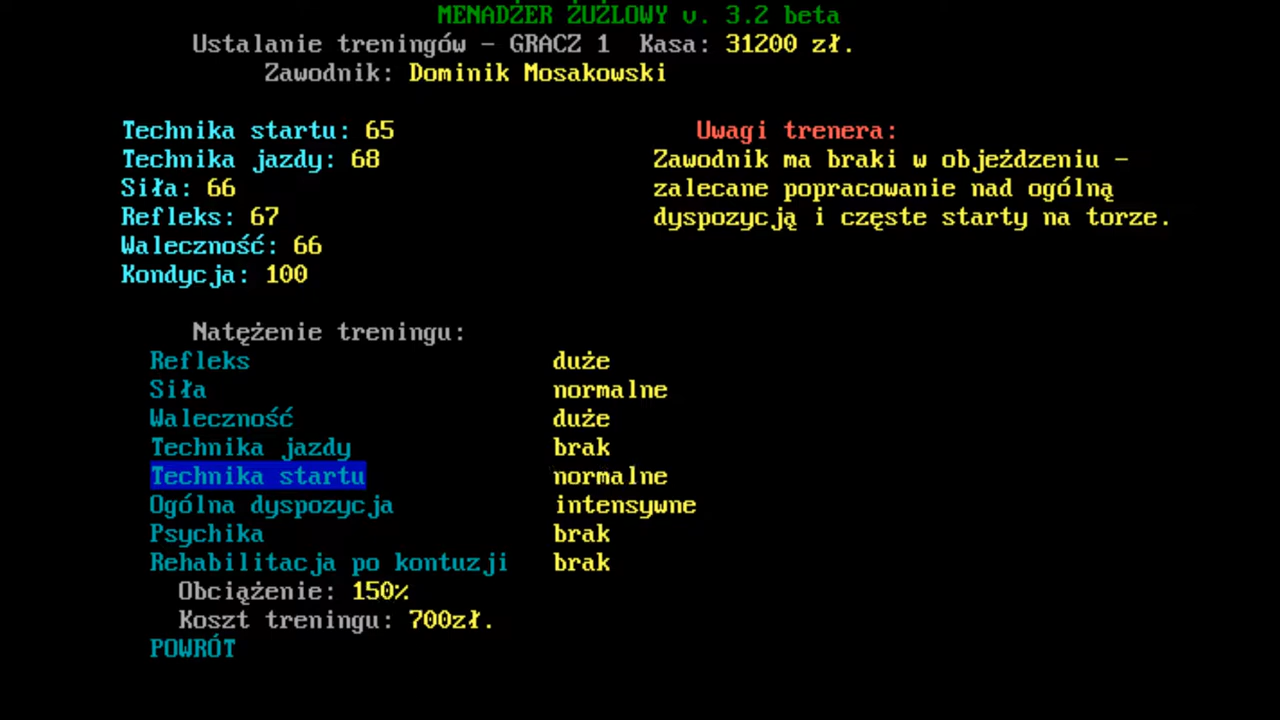 MENADŻER ŻUŻLOWY v. 3.2 beta
Ustalanie treningów - GRACZ 1 Kasa: 31200 zł.
Zawodnik: Dominik Mosakowski
Technika startu: 65
Technika jazdy: 68
Siła: 66
Refleks: 67
Waleczność: 66
Kondycja: 100
Uwagi trenera:
Zawodnik ma braki w objeżdzeniu -
zalecane popracowanie nad ogólną
dyspozycją i częste starty na torze.
Natężenie treningu:
Refleks duże
Siła normalne
Waleczność duże
Technika jazdy brak
Technika startu normalne
Ogólna dyspozycja intensywne
Psychika brak
Rehabilitacja po kontuzji brak
Obciążenie: 150%
Koszt treningu: 700zł.
POWRÓT